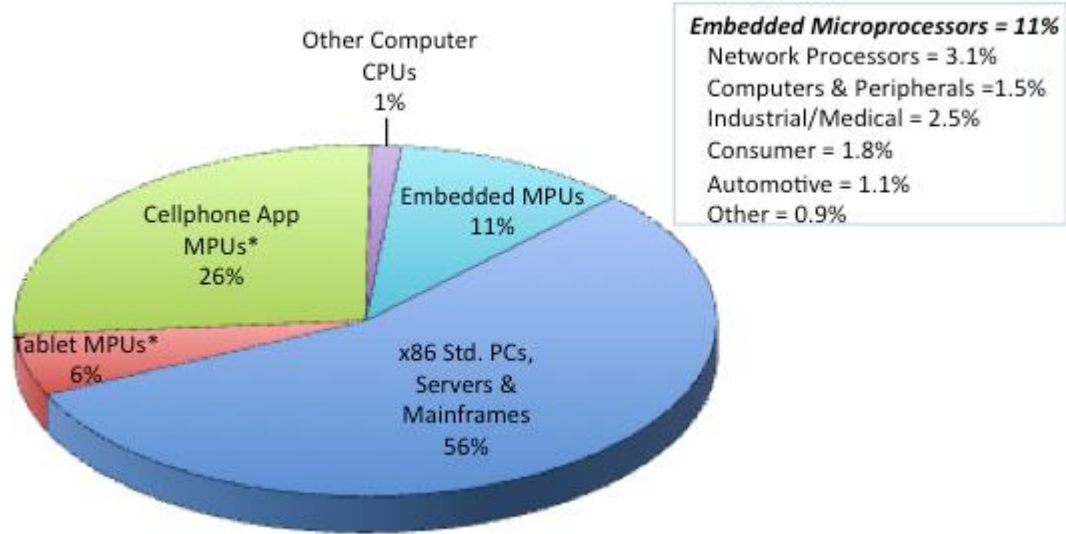 Other Computer
CPUs
1%
Embedded MPUs
11%
Cellphone App
MPUs*
26%
Tablet MPUs*
6%
x86 Std. PCs,
Servers &
Mainframes
56%
Embedded Microprocessors = 11%
Network Processors = 3.1%
Computers & Peripherals =1.5%
Industrial/Medical = 2.5%
Consumer = 1.8%
Automotive = 1.1%
Other = 0.9%